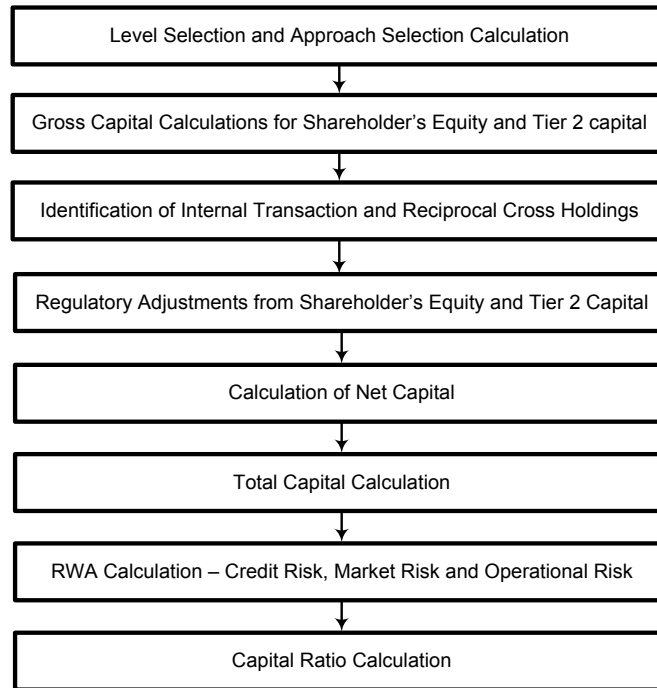 Level Selection and Approach Selection Calculation
Gross Capital Calculations for Shareholder’s Equity and Tier 2 capital
Identification of Internal Transaction and Reciprocal Cross Holdings
Regulatory Adjustments from Shareholder’s Equity and Tier 2 Capital
Calculation of Net Capital
Total Capital Calculation
RWA Calculation – Credit Risk, Market Risk and Operational Risk
Capital Ratio Calculation